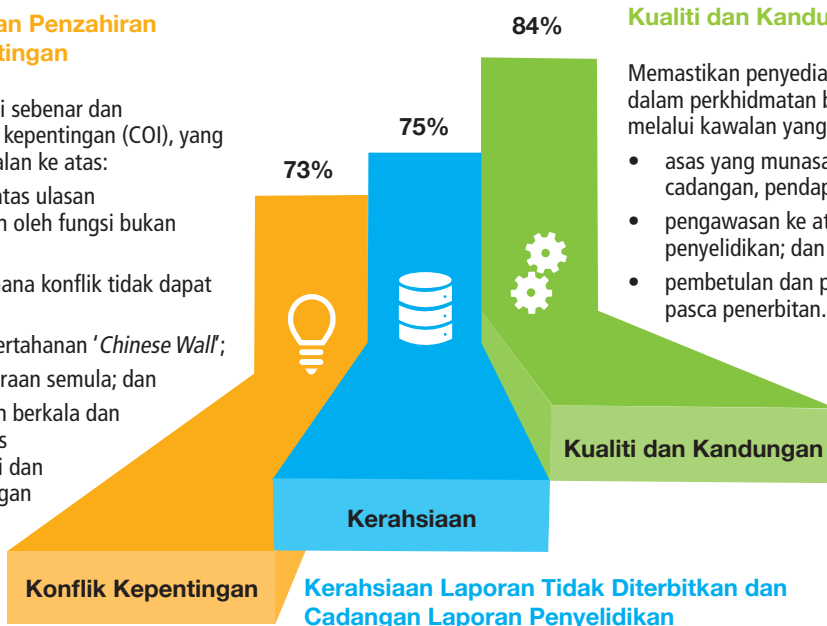 an Penzahiran
tingan
i sebenar dan
kepentingan (COI), yang
alan ke atas:
atas ulasan
n oleh fungsi bukan
mana konflik tidak dapat
ertahanan 'Chinese Wall';
raan semula; dan
n berkala dan
s
i dan
gan
73%
75%
84%
Kualiti dan Kandu
Memastikan penyedia
dalam perkhidmatan b
melalui kawalan yang
• asas yang munasa
cadangan, pendap
• pengawasan ke at
penyelidikan; dan
• pembetulan dan p
pasca penerbitan.
Kualiti dan Kandungan
Kerahsiaan
Konflik Kepentingan
Kerahsiaan Laporan Tidak Diterbitkan dan
Cadangan Laporan Penyelidikan